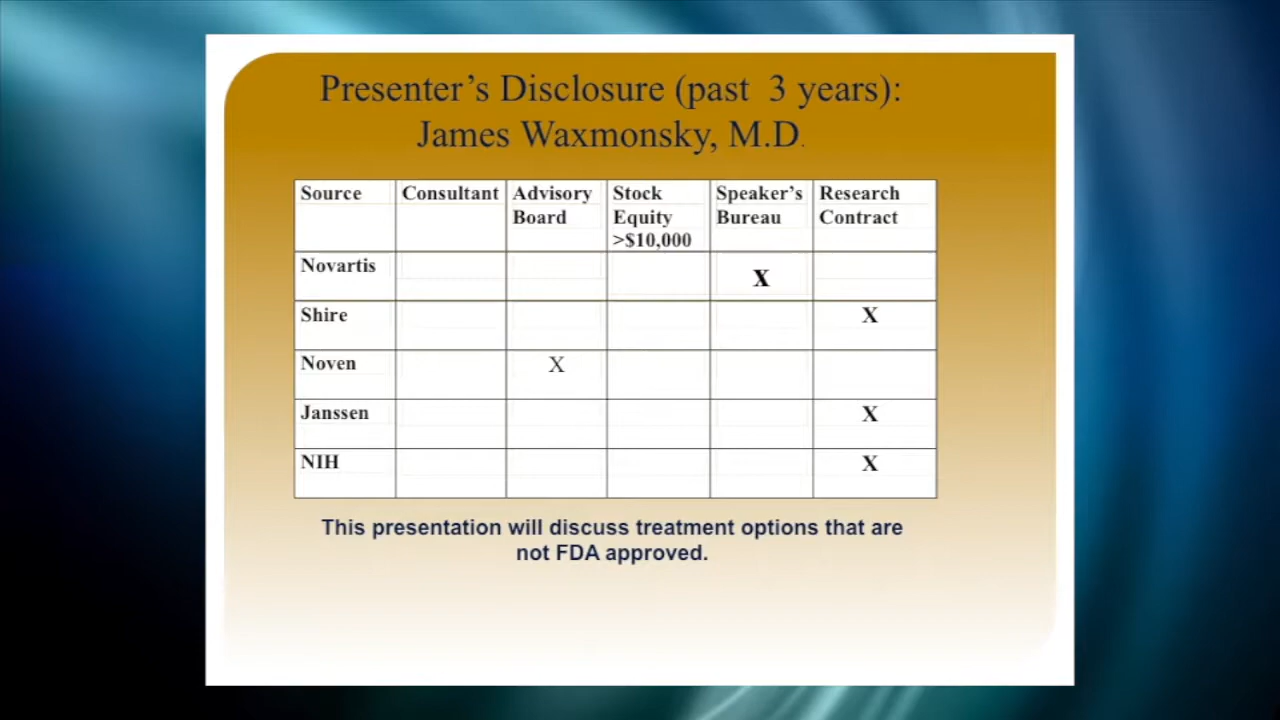 Presenter's Disclosure (past 3 years):
James Waxmonsky, M.D.
Source Consultant Advisory Board Stock Equity >$10,000 Speaker's Bureau Research Contract
Novartis X
Shire X
Noven X
Janssen X
NIH X
This presentation will discuss treatment options that are
not FDA approved.